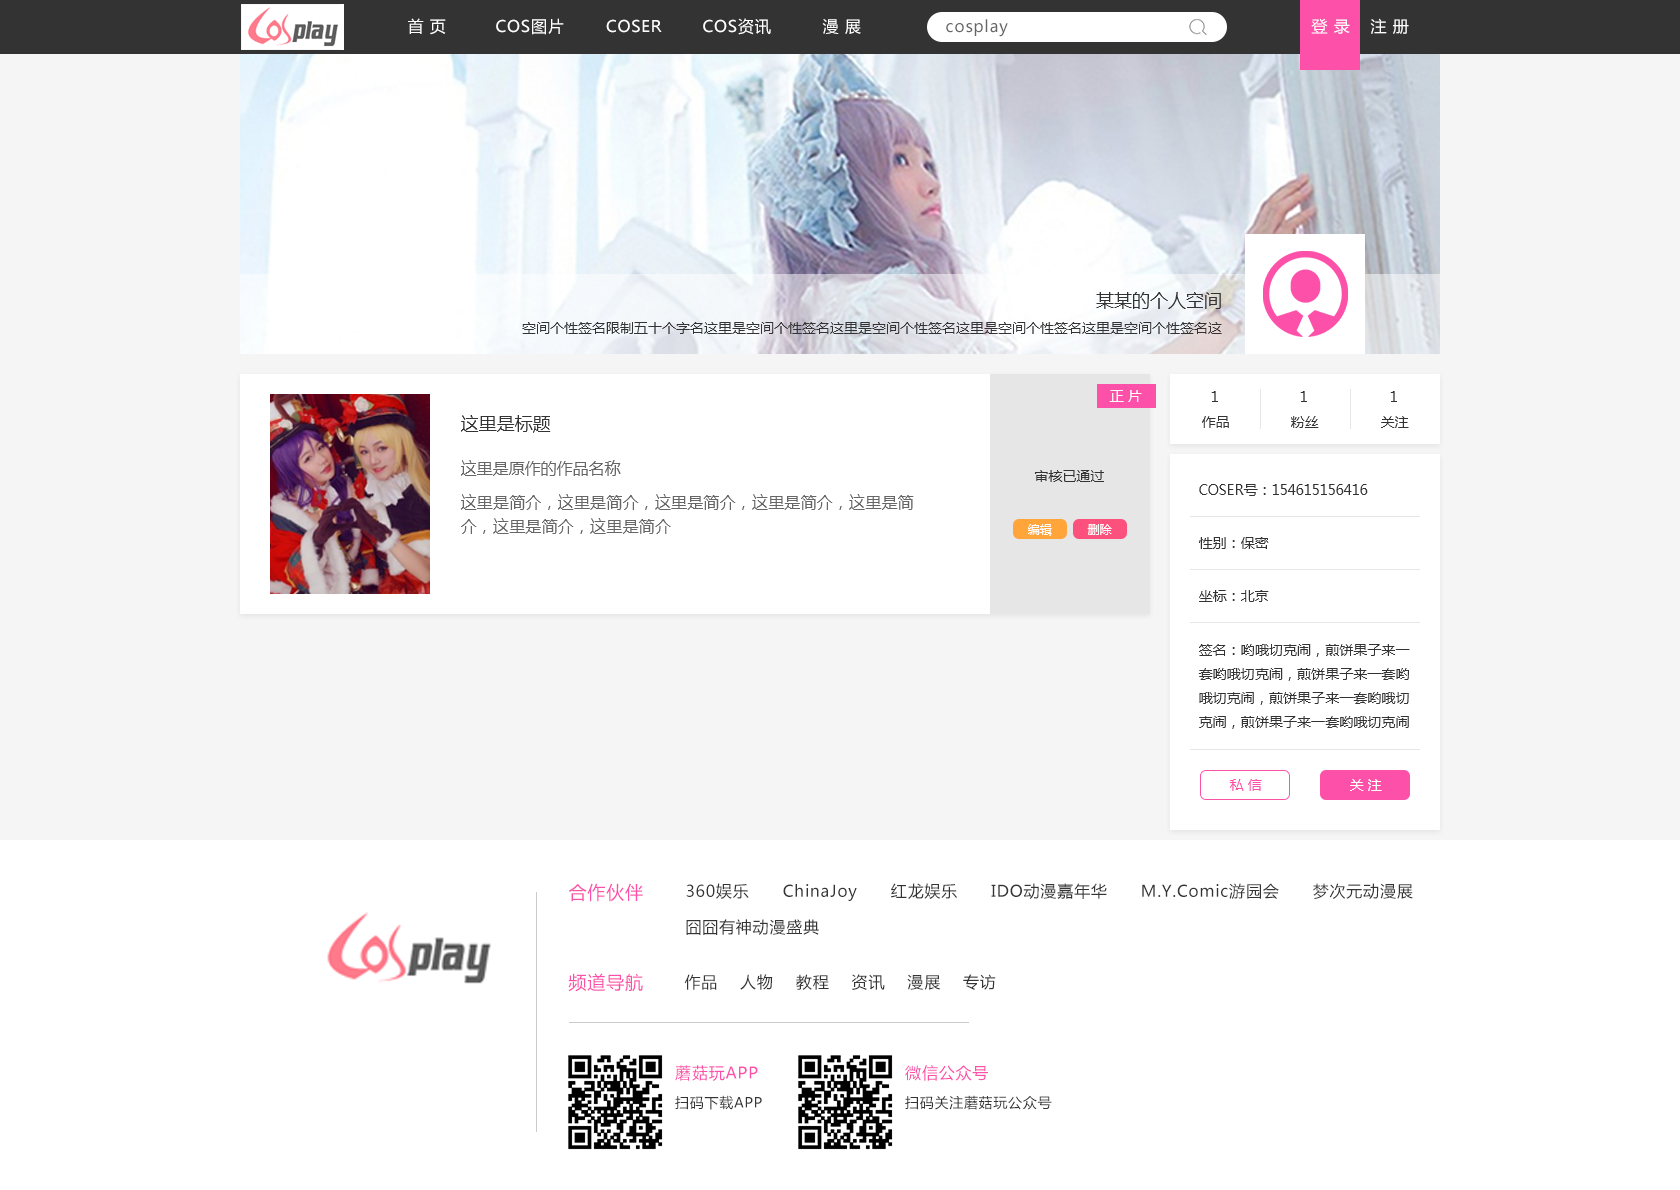 Cosplay
首 页 COS图片 COSER COS资讯 漫 展 cosplay 登 录 注 册
某某的个人空间
空间个性签名限制五十个字名这里是空间个性签名这里是空间个性签名这里是空间个性签名这里是空间个性签名这
这里是标题
这里是原作的作品名称
这里是简介，这里是简介，这里是简介，这里是简介，这里是简
介，这里是简介，这里是简介
正 片
审核已通过
编辑 删除
1 1 1
作品 粉丝 关注
COSER号：154615156416
性别：保密
坐标：北京
签名：哟哦切克闹，煎饼果子来一
套哟哦切克闹，煎饼果子来一套哟
哦切克闹，煎饼果子来一套哟哦切
克闹，煎饼果子来一套哟哦切克闹
私 信 关 注
Cosplay
合作伙伴 360娱乐 ChinaJoy 红龙娱乐 IDO动漫嘉年华 M.Y.Comic游园会 梦次元动漫展
囧囧有神动漫盛典
频道导航 作品 人物 教程 资讯 漫展 专访
蘑菇玩APP
扫码下载APP
微信公众号
扫码关注蘑菇玩公众号